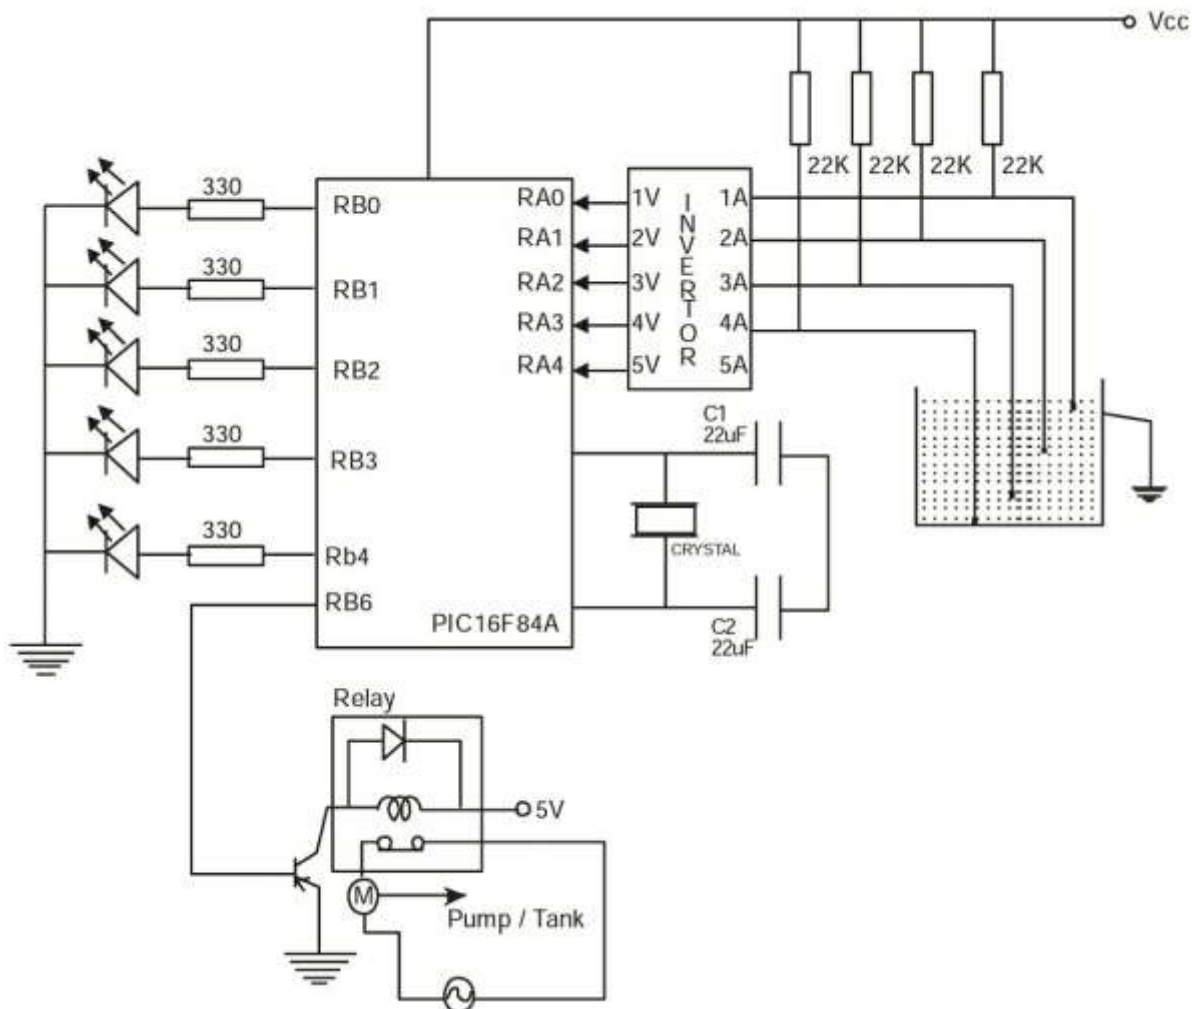 Vcc
22K 22K 22K 22K
330 RB0
330 RB1
330 RB2
330 RB3
330 Rb4
RB6
PIC16F84A
RA0 1V 1A
RA1 2V 2A
RA2 3V 3A
RA3 4V 4A
RA4 5V 5A
INVERTOR
C1
22uF
CRYSTAL
C2
22uF
Relay
5V
M
Pump / Tank